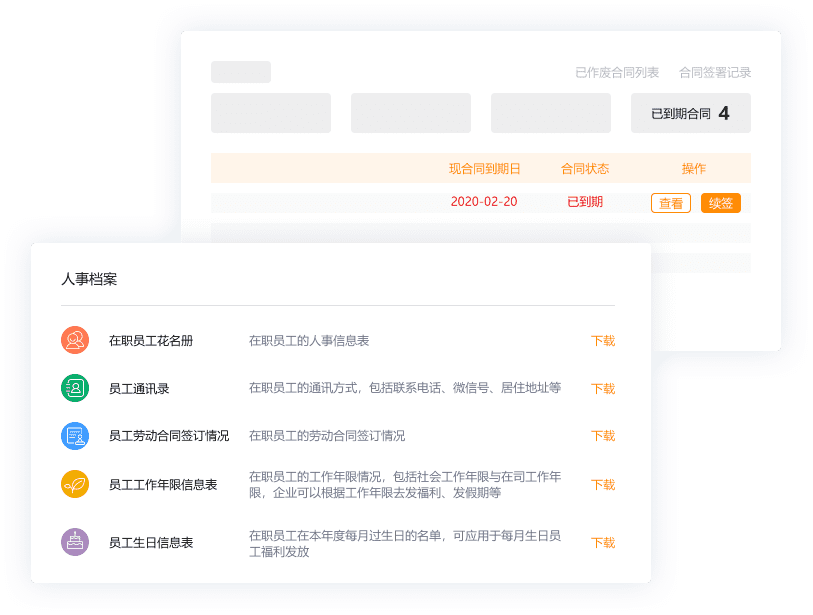 已作废合同列表 合同签署记录
已到期合同 4
现合同到期日 合同状态 操作
2020-02-20 已到期 查看 续签
人事档案
在职员工花名册 在职员工的人事信息表 下载
员工通讯录 在职员工的通讯方式，包括联系电话、微信号、居住地址等 下载
员工劳动合同签订情况 在职员工的劳动合同签订情况 下载
员工工作年限信息表 在职员工的工作年限情况，包括社会工作年限与在司工作年 下载
限，企业可以根据工作年限去发福利、发假期等
员工生日信息表 在职员工在本年度每月过生日的名单，可应用于每月生日员 下载
工福利发放